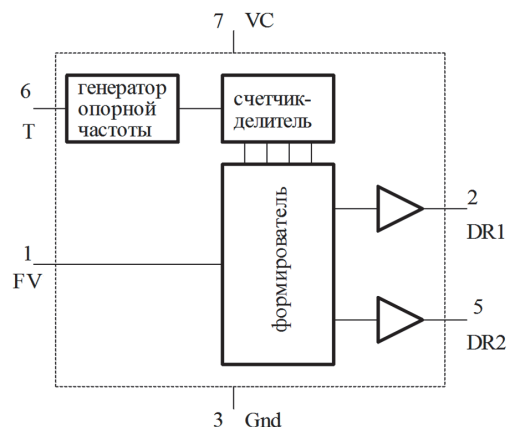 7 VC
6
T
генератор
опорной
частоты
счетчик-
делитель
формирователь
1
FV
2
DR1
5
DR2
3 Gnd